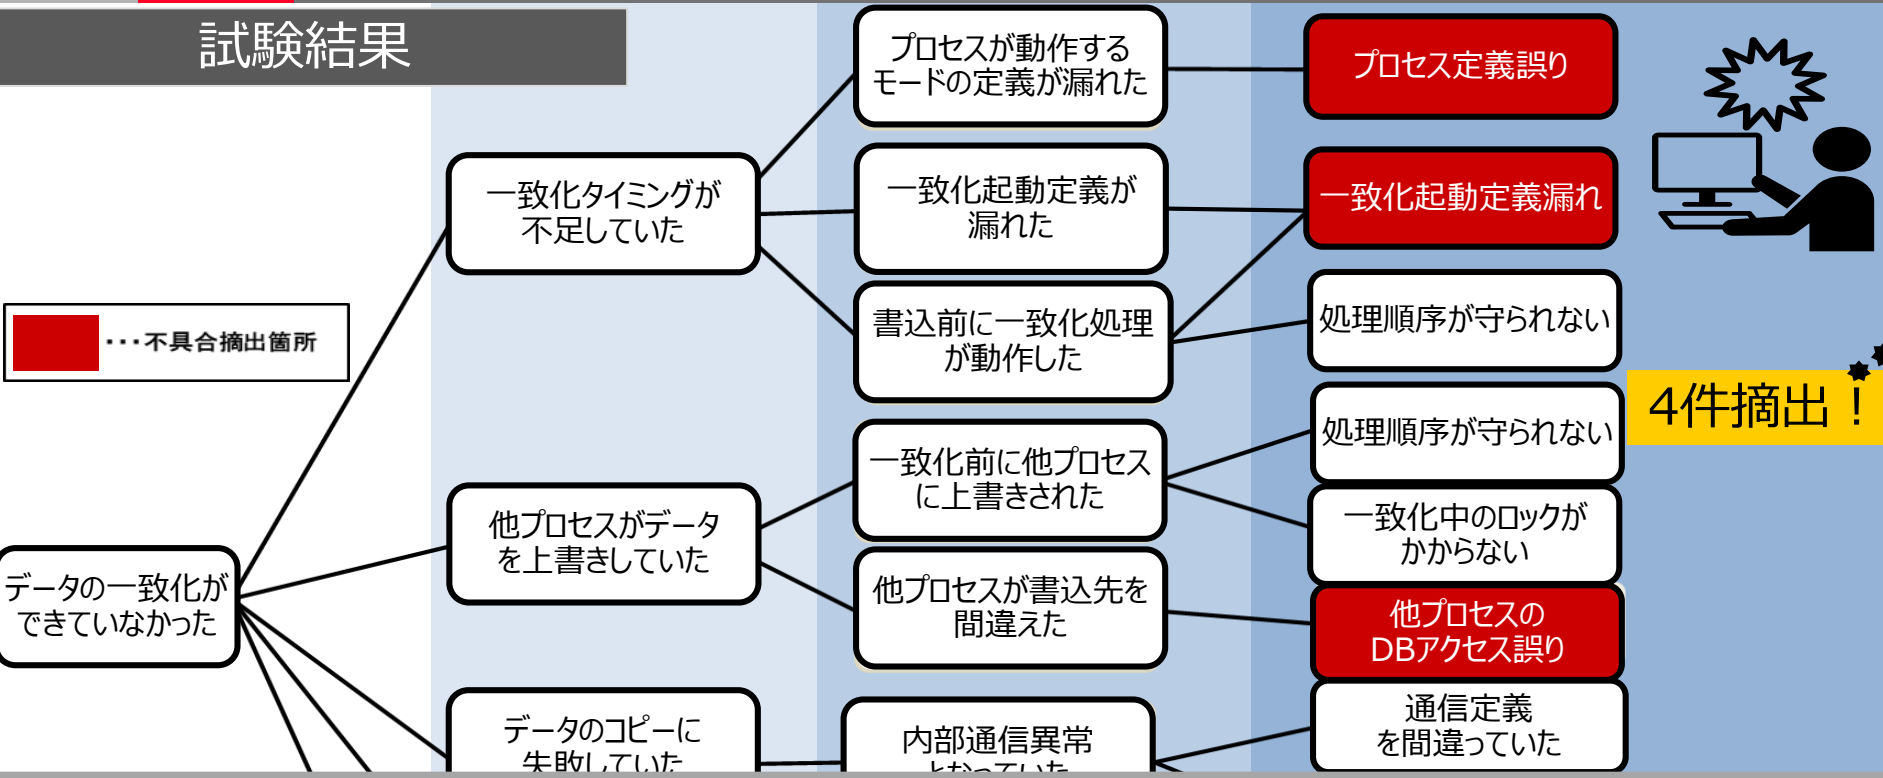 試験結果
プロセスが動作する
モードの定義が漏れた
プロセス定義誤り
一致化タイミングが
不足していた
一致化起動定義が
漏れた
一致化起動定義漏れ
・・・不具合摘出箇所
書込前に一致化処理
が動作した
処理順序が守られない
4件摘出！
処理順序が守られない
一致化前に他プロセス
に上書きされた
他プロセスがデータ
を上書きしていた
一致化中のロックが
かからない
データの一致化が
できていなかった
他プロセスが書込先を
間違えた
他プロセスの
DBアクセス誤り
データのコピーに
失敗していた
内部通信異常
となっていた
通信定義
を間違っていた